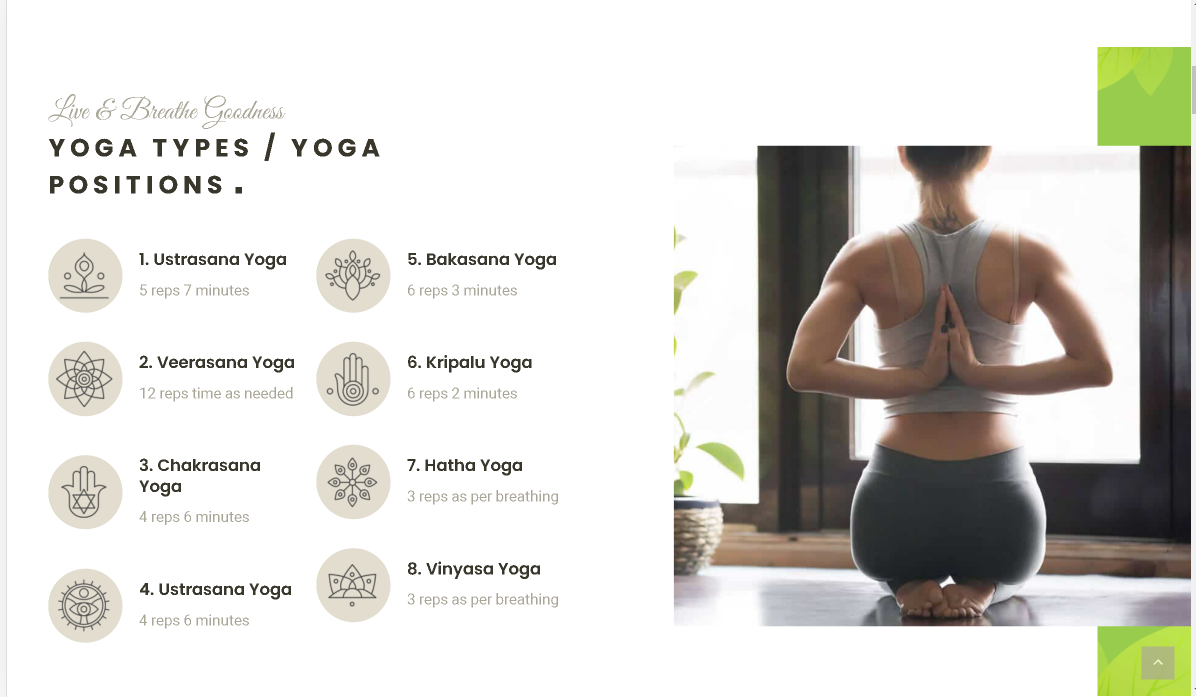 Live & Breathe Goodness
YOGA TYPES / YOGA
POSITIONS .
1. Ustrasana Yoga
5 reps 7 minutes
2. Veerasana Yoga
12 reps time as needed
3. Chakrasana
Yoga
4 reps 6 minutes
4. Ustrasana Yoga
4 reps 6 minutes
5. Bakasana Yoga
6 reps 3 minutes
6. Kripalu Yoga
6 reps 2 minutes
7. Hatha Yoga
3 reps as per breathing
8. Vinyasa Yoga
3 reps as per breathing